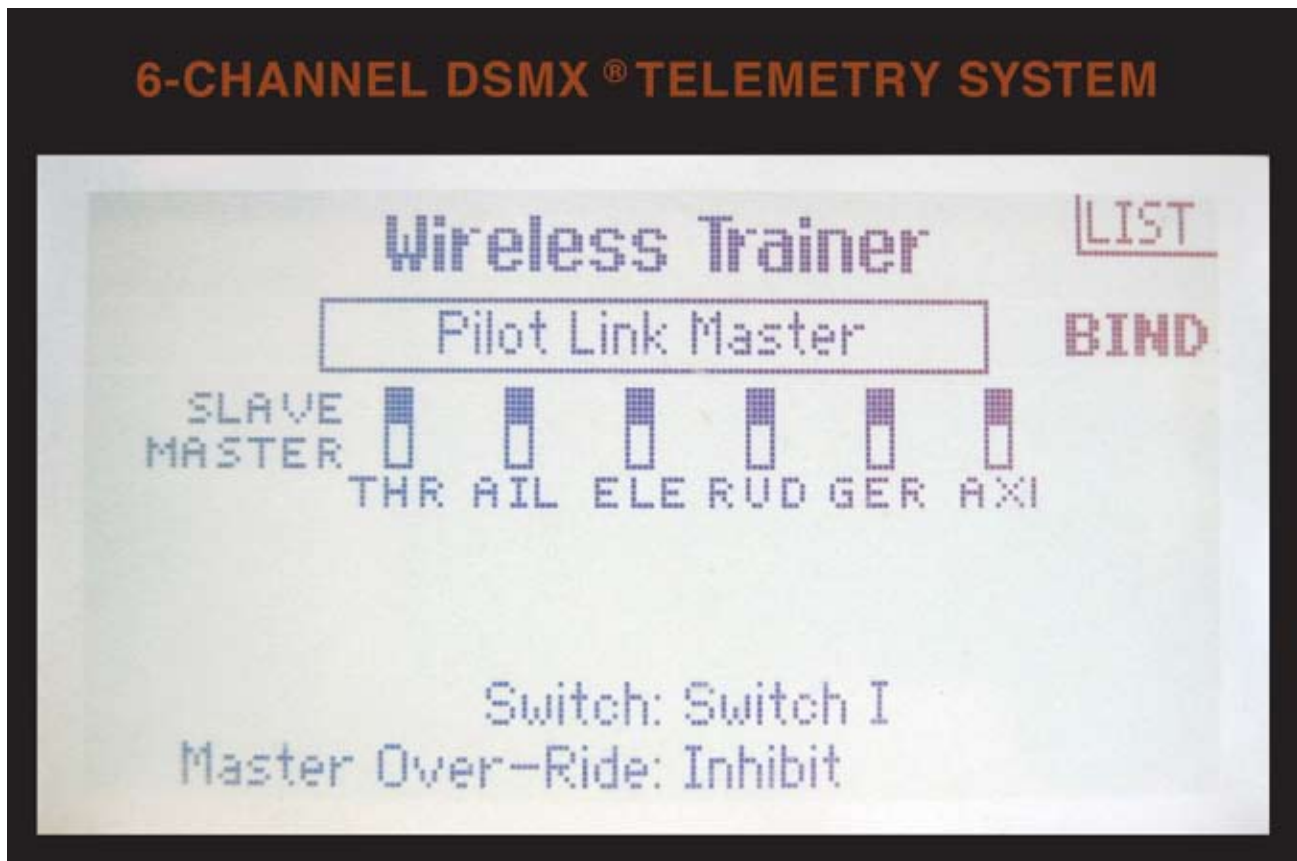 6-CHANNEL DSMX ® TELEMETRY SYSTEM
Wireless Trainer
LIST
Pilot Link Master
BIND
SLAVE
MASTER
THR AIL ELE RUD GER AX1
Switch: Switch I
Master Over-Ride: Inhibit